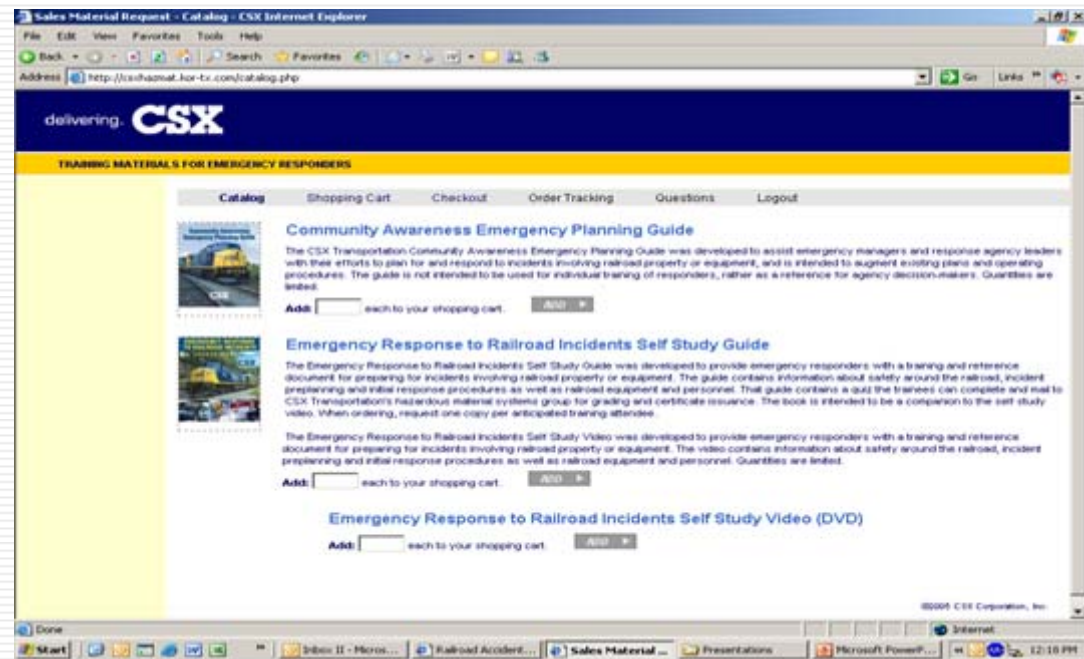 Sales Material Request - Catalog - CSX Internet Explorer
File Edit View Favorites Tools Help
Back Search Favorites
Address http://csxhazmat.kor-tx.com/catalog.php Go Links
delivering. CSX
TRAINING MATERIALS FOR EMERGENCY RESPONDERS
Catalog Shopping Cart Checkout Order Tracking Questions Logout
Community Awareness Emergency Planning Guide
The CSX Transportation Community Awareness Emergency Planning Guide was developed to assist emergency managers and response agency leaders
with their efforts to plan for and respond to incidents involving railroad property or equipment, and is intended to augment existing plans and operating
procedures. The guide is not intended to be used for individual training of responders, rather as a reference for agency decision-makers. Quantities are
limited.
Add: each to your shopping cart. ADD
CSX
Emergency Response to Railroad Incidents Self Study Guide
The Emergency Response to Railroad Incidents Self Study Guide was developed to provide emergency responders with a training and reference
document for preparing for incidents involving railroad property or equipment. The guide contains information about safety around the railroad, incident
preplanning and initial response procedures as well as railroad equipment and personnel. That guide contains a quiz the trainees can complete and mail to
CSX Transportation's hazardous material systems group for grading and certificate issuance. The book is intended to be a companion to the self study
video. When ordering, request one copy per anticipated training attendee.
The Emergency Response to Railroad Incidents Self Study Video was developed to provide emergency responders with a training and reference
document for preparing for incidents involving railroad property or equipment. The video contains information about safety around the railroad, incident
preplanning and initial response procedures as well as railroad equipment and personnel. Quantities are limited.
Add: each to your shopping cart. ADD
Emergency Response to Railroad Incidents Self Study Video (DVD)
Add: each to your shopping cart. ADD
©2005 CSX Corporation, Inc.
Done Internet
Start Inbox II - Micros... Railroad Accident... Sales Material ... Presentations Microsoft PowerP... 12:18 PM